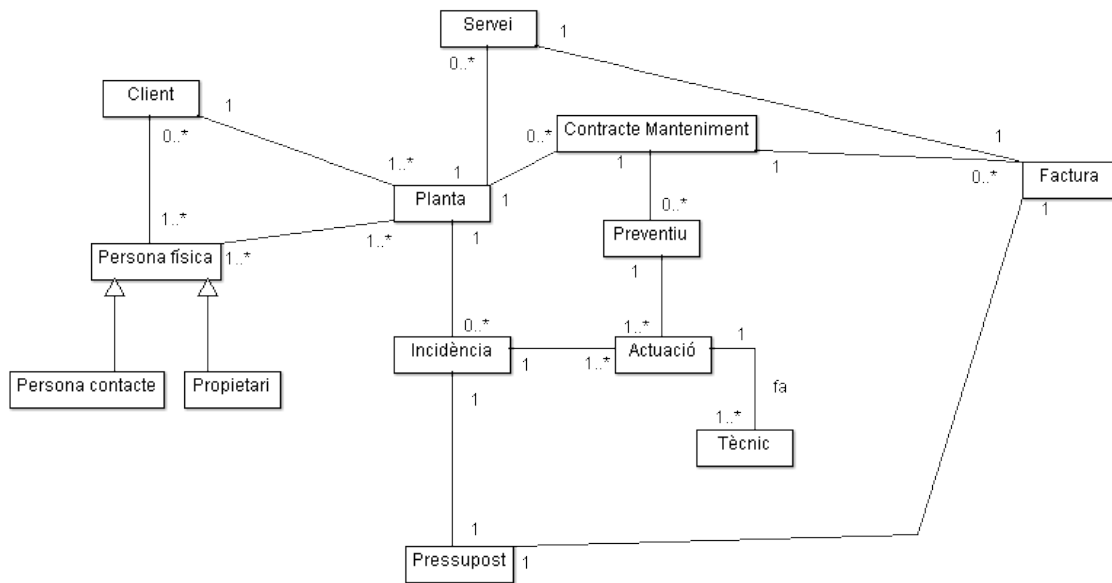 Servei
1
0..*
Client
1
0..*
Contracte Manteniment
0..*
1
1
1
0..*
Factura
1
1..*
1
1
Planta
1
1..*
1..*
1..*
0..*
Preventiu
1
Persona física
0..*
1..*
1
Incidència
1
1..*
Actuació
Persona contacte
Propietari
1
fa
1..*
Tècnic
1
Pressupost
1